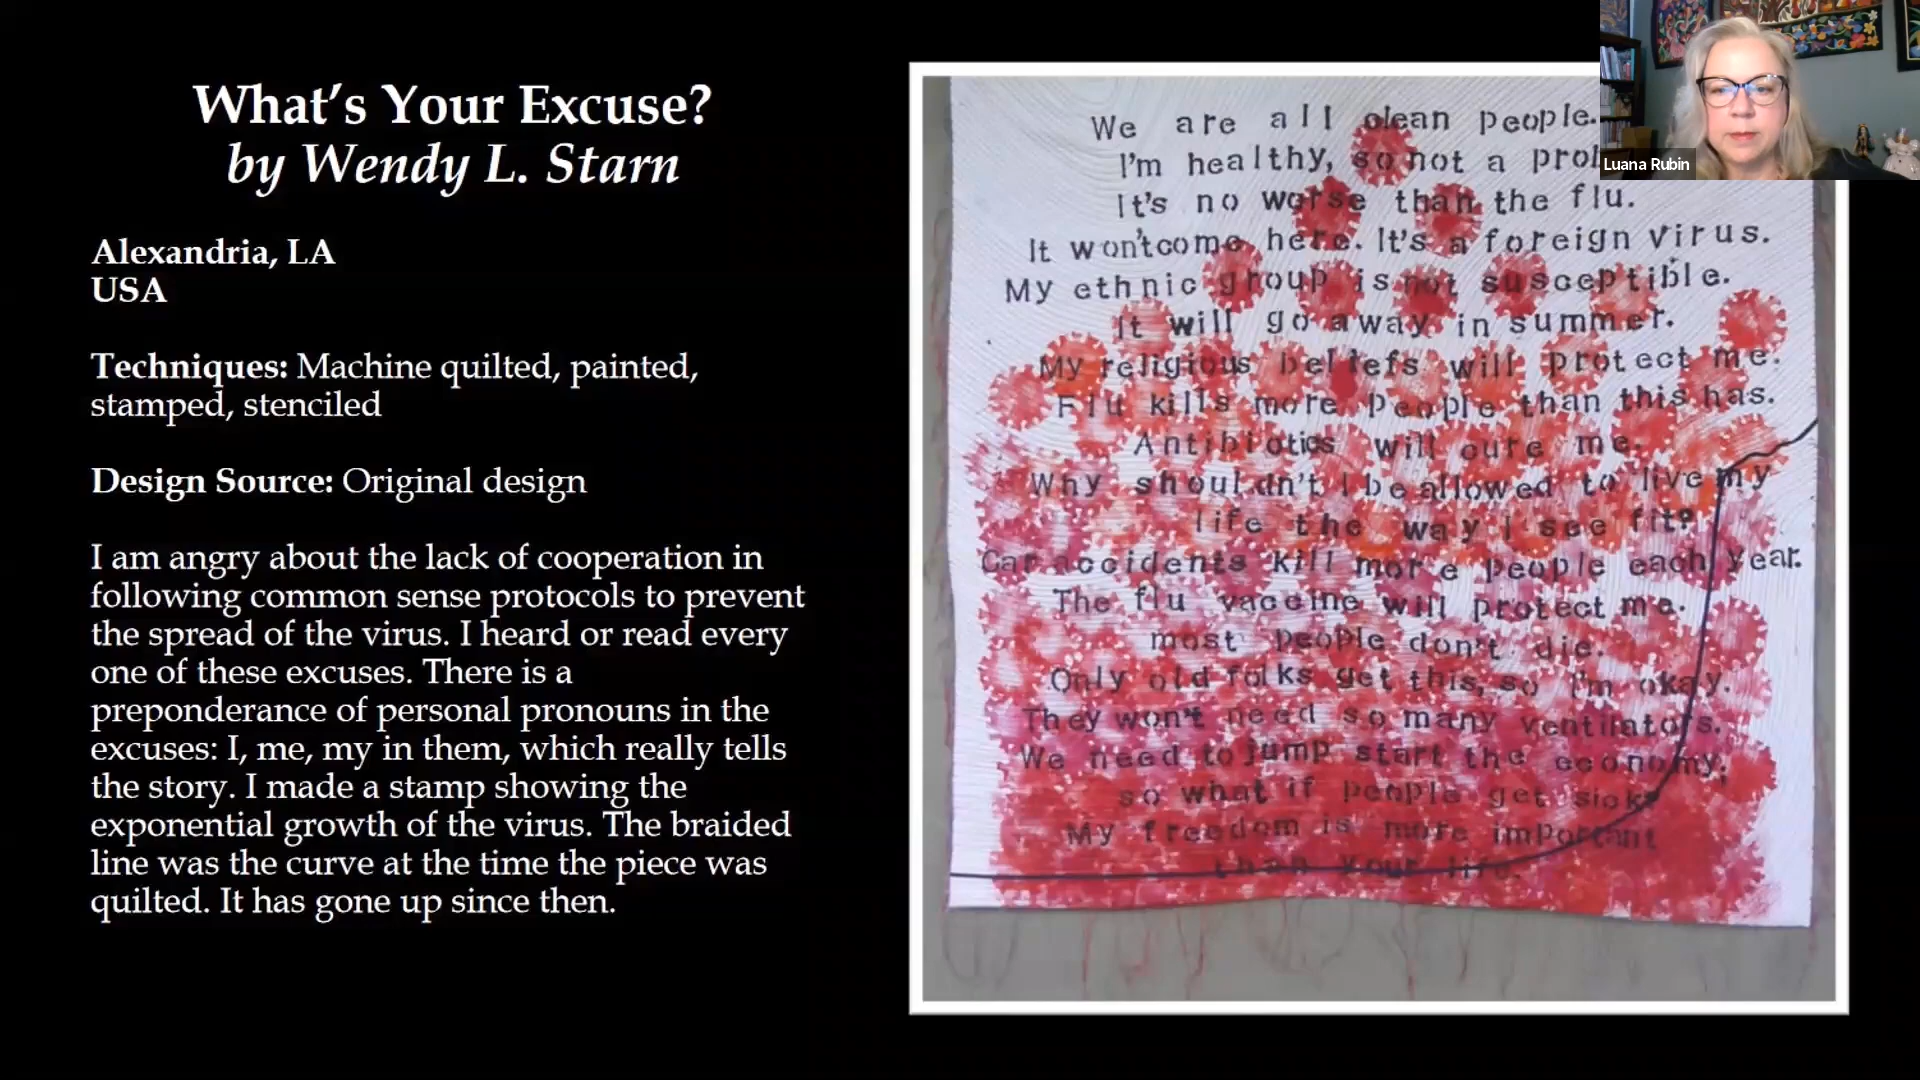 What's Your Excuse?
by Wendy L. Starn
Alexandria, LA
USA
Techniques: Machine quilted, painted,
stamped, stenciled
Design Source: Original design
I am angry about the lack of cooperation in
following common sense protocols to prevent
the spread of the virus. I heard or read every
one of these excuses. There is a
preponderance of personal pronouns in the
excuses: I, me, my in them, which really tells
the story. I made a stamp showing the
exponential growth of the virus. The braided
line was the curve at the time the piece was
quilted. It has gone up since then.
We are all clean people.
I'm healthy, so not a
It's no worse than the flu.
It won't come here. It's a foreign virus.
My ethnic group is not susceptible.
It will go away in summer.
My religious beliefs will protect me.
Flu kills more people than this has.
Antibiotics will cure me.
Why shouldn't I be allowed to live my
life the way I see fit?
Car accidents kill more people each year.
The flu vaccine will protect me.
most people don't die.
Only old folks get this, so I'm okay.
They won't need so many ventilators.
We need to jump start the economy,
so what if people get sick?
My freedom is more important
than your life.
Luana Rubin